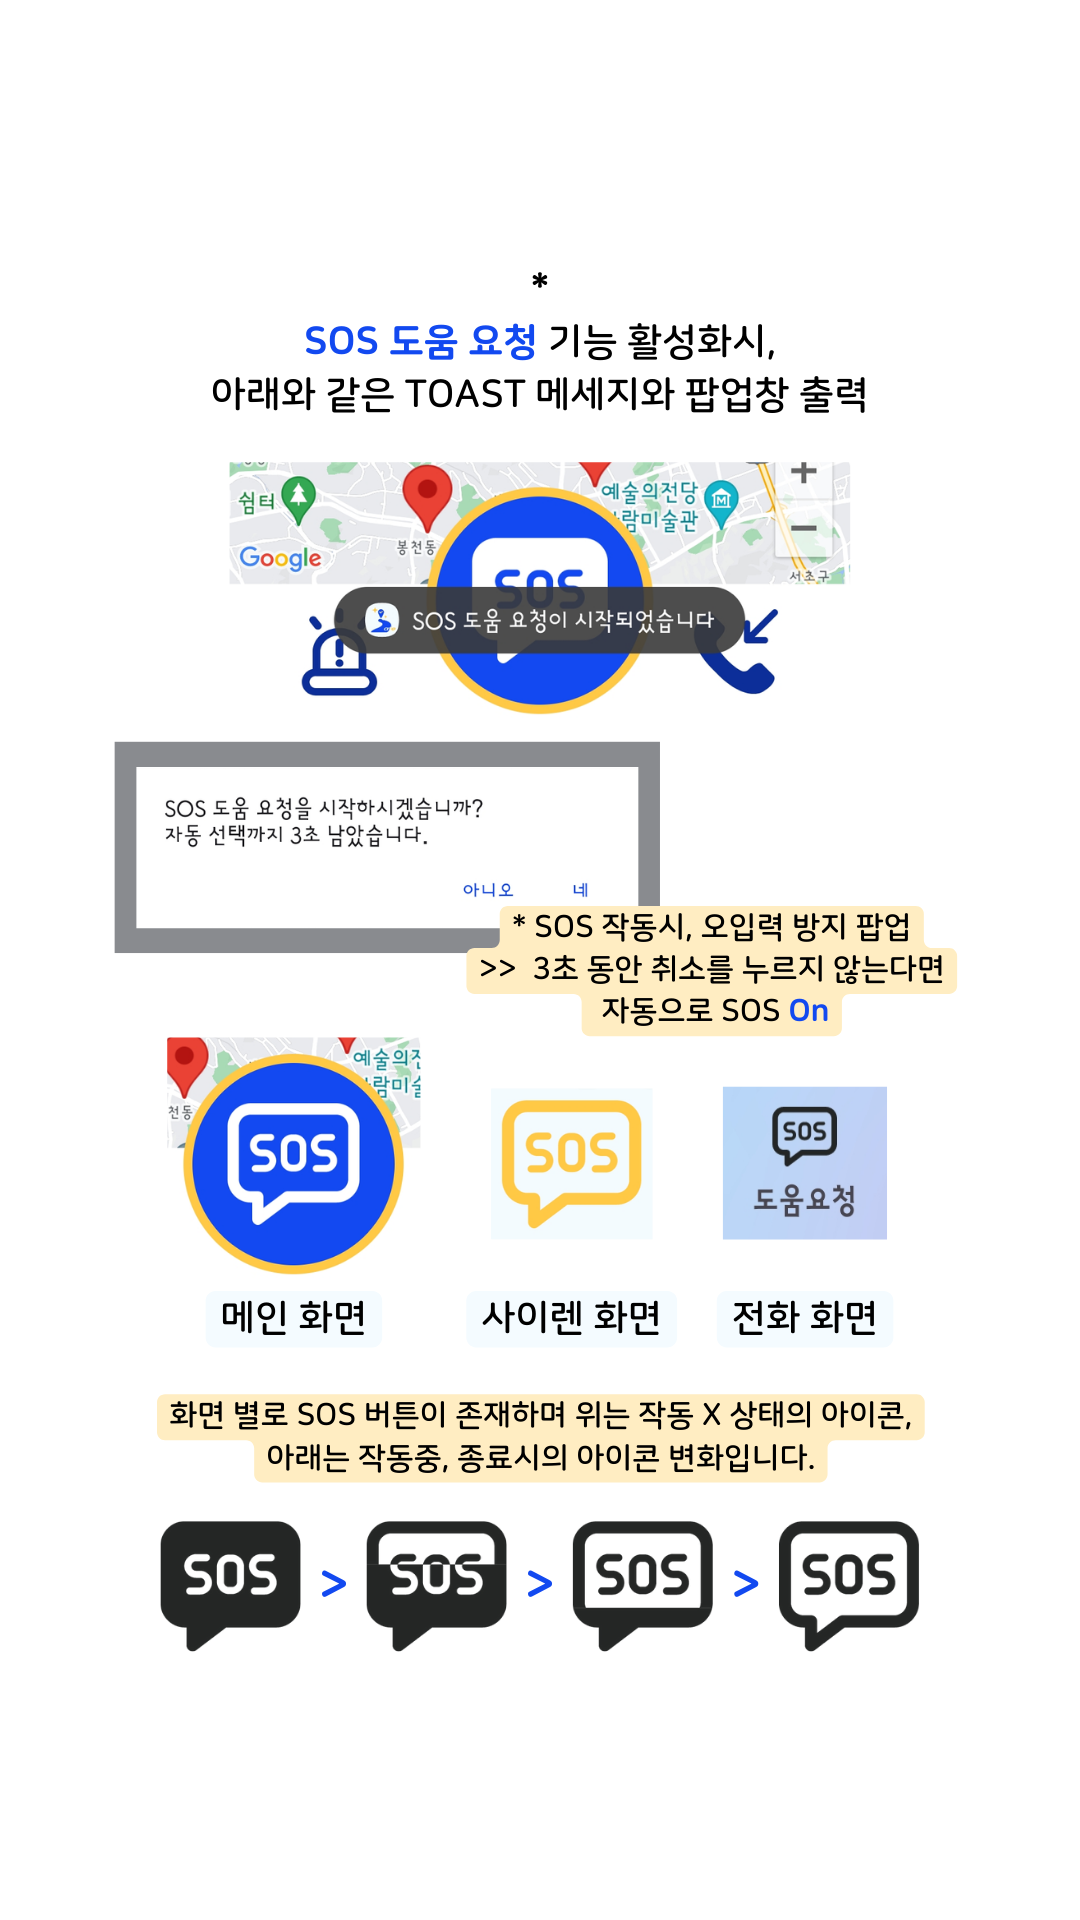 *
SOS 도움 요청 기능 활성화시,
아래와 같은 TOAST 메세지와 팝업창 출력
쉼터
예술의전당
람미술관
봉천동
Google
서초구
+
−
SOS
SOS 도움 요청이 시작되었습니다
SOS 도움 요청을 시작하시겠습니까?
자동 선택까지 3초 남았습니다.
아니오 네
* SOS 작동시, 오입력 방지 팝업
>> 3초 동안 취소를 누르지 않는다면
자동으로 SOS On
예술의전
람미술
천동
SOS
SOS
SOS
도움요청
메인 화면
사이렌 화면
전화 화면
화면 별로 SOS 버튼이 존재하며 위는 작동 X 상태의 아이콘,
아래는 작동중, 종료시의 아이콘 변화입니다.
SOS > SOS > SOS > SOS